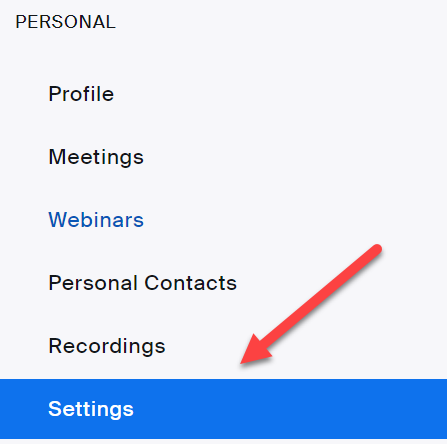 PERSONAL
Profile
Meetings
Webinars
Personal Contacts
Recordings
Settings